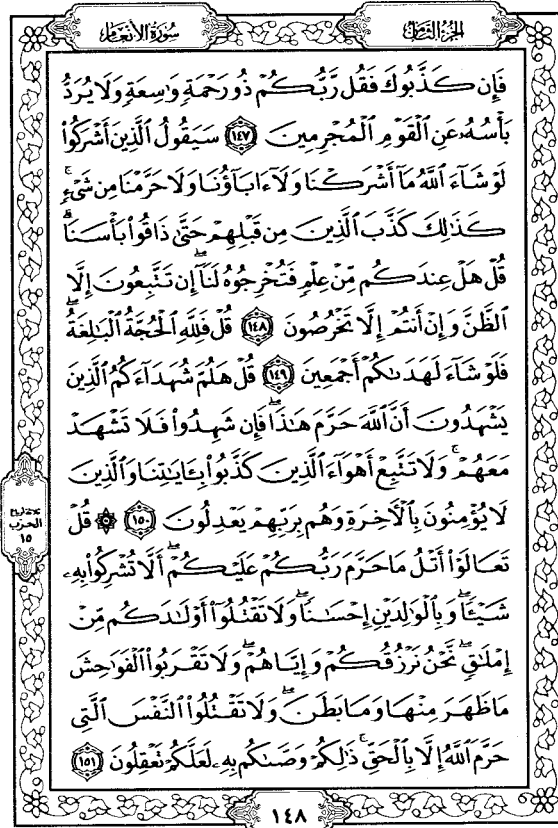 سورة الأنعام
الجزء الثامن
فَإِن كَذَّبُوكَ فَقُل رَّبُّكُمْ ذُو رَحْمَةٍ وَٰسِعَةٍ وَلَا يُرَدُّ
بَأْسُهُۥ عَنِ ٱلْقَوْمِ ٱلْمُجْرِمِينَ ١٤٧ سَيَقُولُ ٱلَّذِينَ أَشْرَكُوا۟
لَوْ شَآءَ ٱللَّهُ مَآ أَشْرَكْنَا وَلَآ ءَابَآؤُنَا وَلَا حَرَّمْنَا مِن شَىْءٍ ۚ
كَذَٰلِكَ كَذَّبَ ٱلَّذِينَ مِن قَبْلِهِمْ حَتَّىٰ ذَاقُوا۟ بَأْسَنَا ۗ
قُلْ هَلْ عِندَكُم مِّنْ عِلْمٍ فَتُخْرِجُوهُ لَنَآ ۖ إِن تَتَّبِعُونَ إِلَّا
ٱلظَّنَّ وَإِنْ أَنتُمْ إِلَّا تَخْرُصُونَ ١٤٨ قُلْ فَلِلَّهِ ٱلْحُجَّةُ ٱلْبَٰلِغَةُ ۖ
فَلَوْ شَآءَ لَهَدَىٰكُمْ أَجْمَعِينَ ١٤٩ قُلْ هَلُمَّ شُهَدَآءَكُمُ ٱلَّذِينَ
يَشْهَدُونَ أَنَّ ٱللَّهَ حَرَّمَ هَٰذَا ۖ فَإِن شَهِدُوا۟ فَلَا تَشْهَدْ
مَعَهُمْ ۚ وَلَا تَتَّبِعْ أَهْوَآءَ ٱلَّذِينَ كَذَّبُوا۟ بِـَٔايَٰتِنَا وَٱلَّذِينَ
لَا يُؤْمِنُونَ بِٱلْءَاخِرَةِ وَهُم بِرَبِّهِمْ يَعْدِلُونَ ١٥٠ ۞ قُلْ
تَعَالَوْا۟ أَتْلُ مَا حَرَّمَ رَبُّكُمْ عَلَيْكُمْ ۖ أَلَّا تُشْرِكُوا۟ بِهِۦ
شَيْـًٔا ۖ وَبِٱلْوَٰلِدَيْنِ إِحْسَٰنًا ۖ وَلَا تَقْتُلُوٓا۟ أَوْلَٰدَكُم مِّنْ
إِمْلَٰقٍ ۖ نَّحْنُ نَرْزُقُكُمْ وَإِيَّاهُمْ ۖ وَلَا تَقْرَبُوا۟ ٱلْفَوَٰحِشَ
مَا ظَهَرَ مِنْهَا وَمَا بَطَنَ ۖ وَلَا تَقْتُلُوا۟ ٱلنَّفْسَ ٱلَّتِى
حَرَّمَ ٱللَّهُ إِلَّا بِٱلْحَقِّ ۚ ذَٰلِكُمْ وَصَّىٰكُم بِهِۦ لَعَلَّكُمْ تَعْقِلُونَ ١٥١
الحزب
١٥
١٤٨